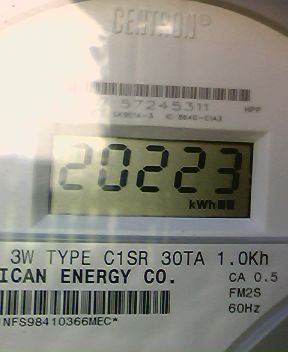 CENTRON®
57245311
HPP
20223
kWh
3W TYPE C1SR 30TA 1.0Kh
ICAN ENERGY CO.
CA 0.5
FM2S
NFS98410366MEC*
60Hz